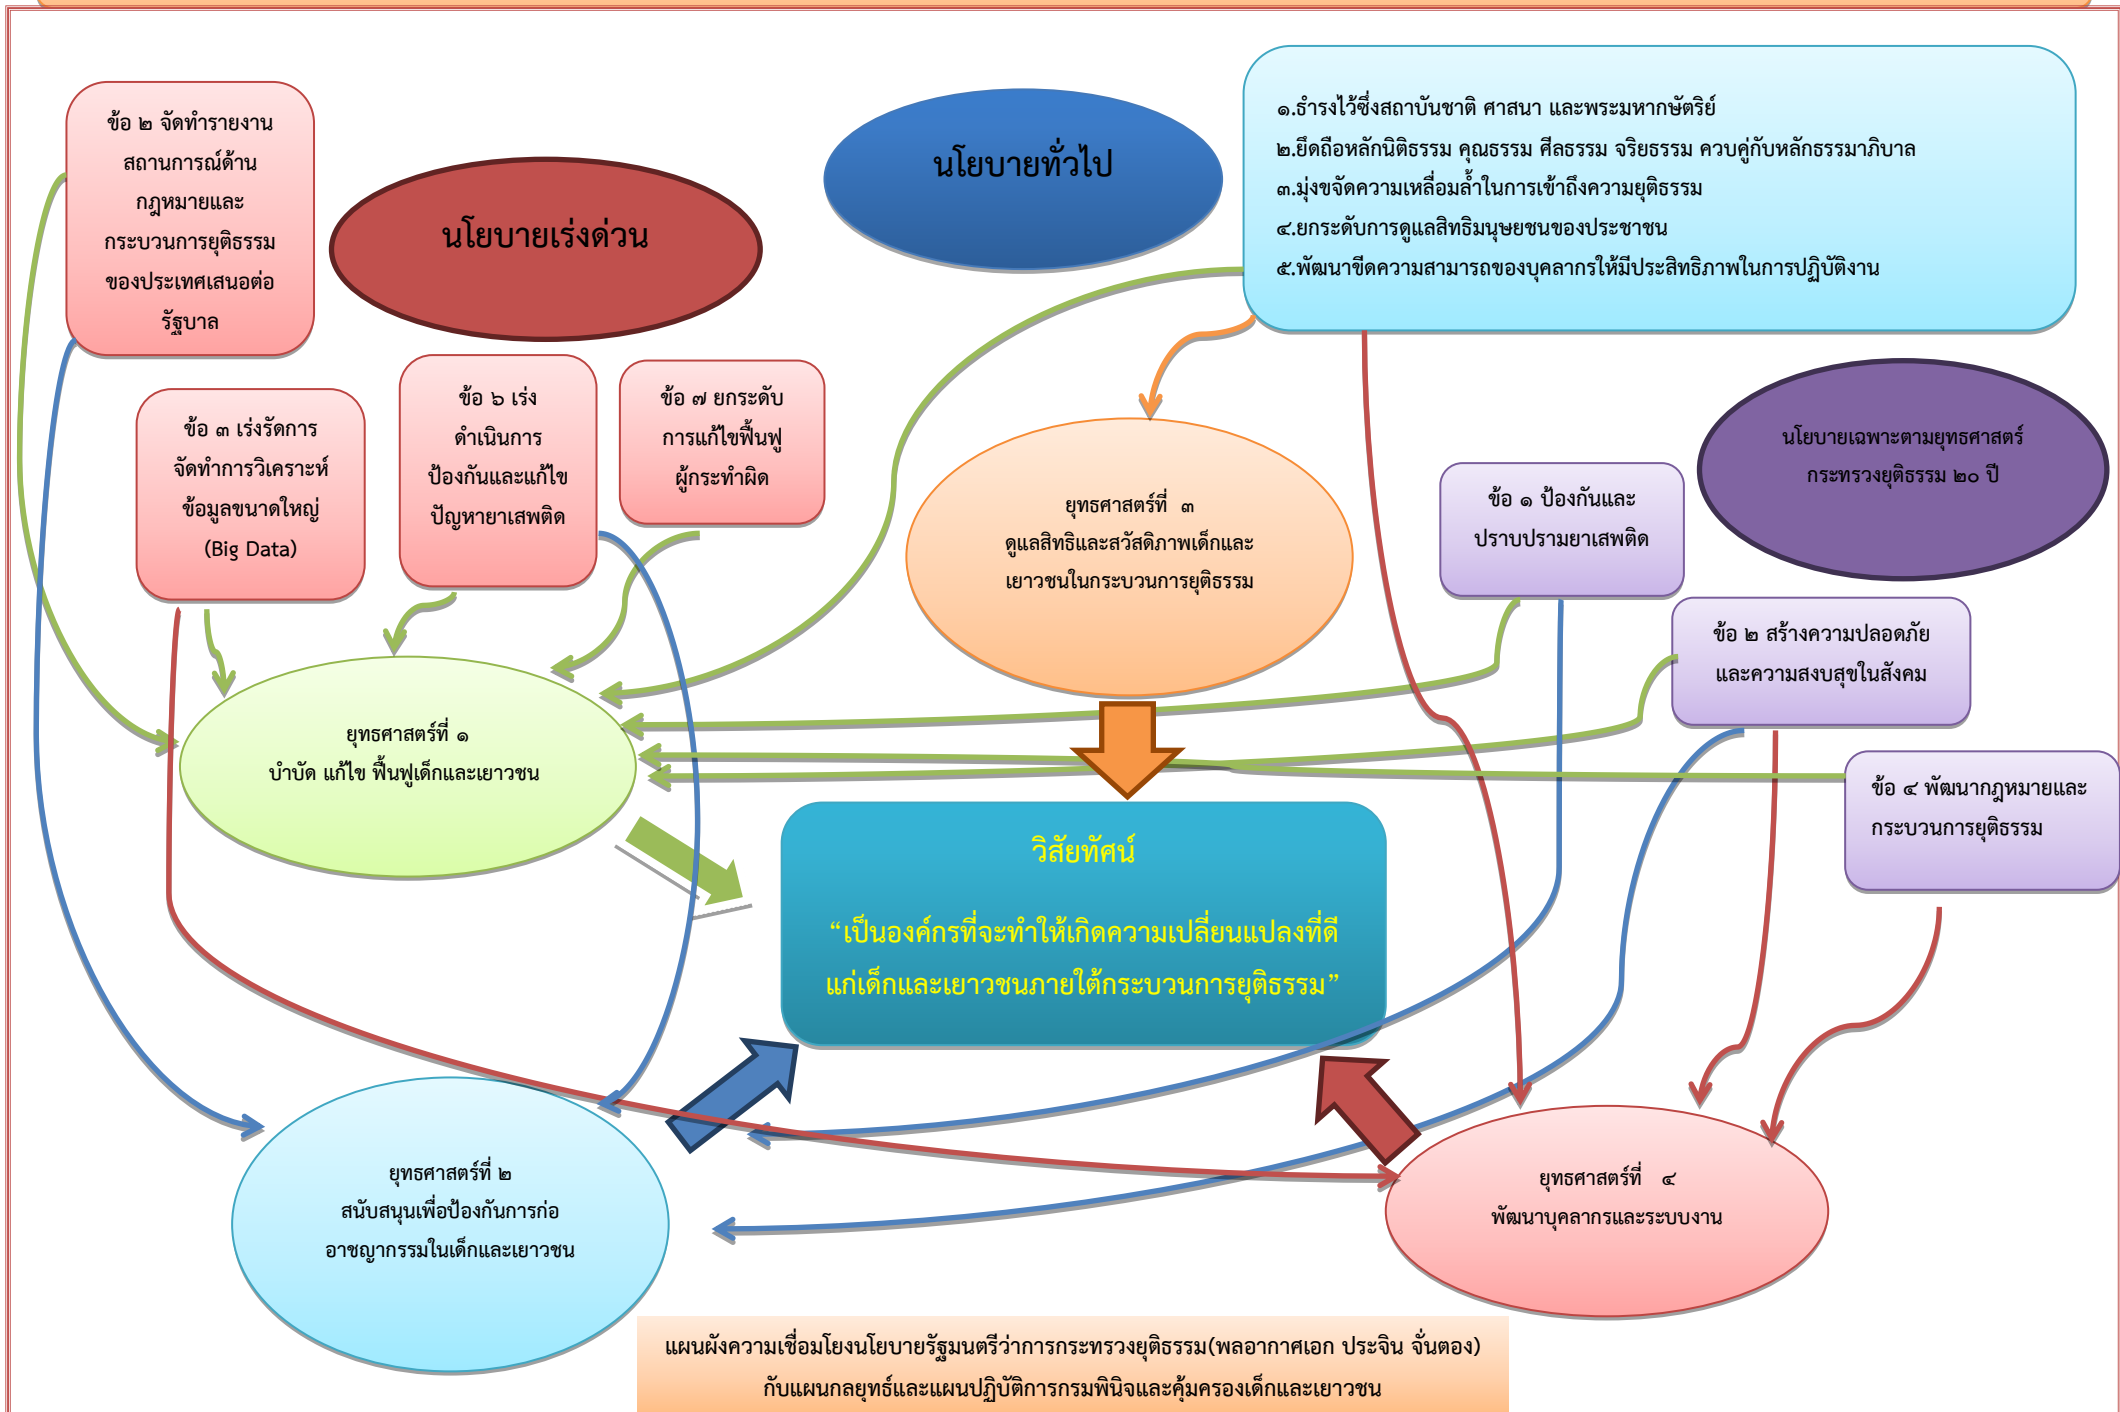 ข้อ ๒ จัดทำรายงาน
สถานการณ์ด้าน
กฎหมายและ
กระบวนการยุติธรรม
ของประเทศเสนอต่อ
รัฐบาล
นโยบายเร่งด่วน
นโยบายทั่วไป
๑.ธำรงไว้ซึ่งสถาบันชาติ ศาสนา และพระมหากษัตริย์
๒.ยึดถือหลักนิติธรรม คุณธรรม ศีลธรรม จริยธรรม ควบคู่กับหลักธรรมาภิบาล
๓.มุ่งขจัดความเหลื่อมล้ำในการเข้าถึงความยุติธรรม
๔.ยกระดับการดูแลสิทธิมนุษยชนของประชาชน
๕.พัฒนาขีดความสามารถของบุคลากรให้มีประสิทธิภาพในการปฏิบัติงาน
ข้อ ๓ เร่งรัดการ
จัดทำการวิเคราะห์
ข้อมูลขนาดใหญ่
(Big Data)
ข้อ ๖ เร่ง
ดำเนินการ
ป้องกันและแก้ไข
ปัญหายาเสพติด
ข้อ ๗ ยกระดับ
การแก้ไขฟื้นฟู
ผู้กระทำผิด
ยุทธศาสตร์ที่ ๓
ดูแลสิทธิและสวัสดิภาพเด็กและ
เยาวชนในกระบวนการยุติธรรม
นโยบายเฉพาะตามยุทธศาสตร์
กระทรวงยุติธรรม ๒๐ ปี
ข้อ ๑ ป้องกันและ
ปราบปรามยาเสพติด
ข้อ ๒ สร้างความปลอดภัย
และความสงบสุขในสังคม
ข้อ ๔ พัฒนากฎหมายและ
กระบวนการยุติธรรม
ยุทธศาสตร์ที่ ๑
บำบัด แก้ไข ฟื้นฟูเด็กและเยาวชน
วิสัยทัศน์
“เป็นองค์กรที่จะทำให้เกิดความเปลี่ยนแปลงที่ดี
แก่เด็กและเยาวชนภายใต้กระบวนการยุติธรรม”
ยุทธศาสตร์ที่ ๒
สนับสนุนเพื่อป้องกันการก่อ
อาชญากรรมในเด็กและเยาวชน
ยุทธศาสตร์ที่ ๔
พัฒนาบุคลากรและระบบงาน
แผนผังความเชื่อมโยงนโยบายรัฐมนตรีว่าการกระทรวงยุติธรรม(พลอากาศเอก ประจิน จั่นตอง)
กับแผนกลยุทธ์และแผนปฏิบัติการกรมพินิจและคุ้มครองเด็กและเยาวชน